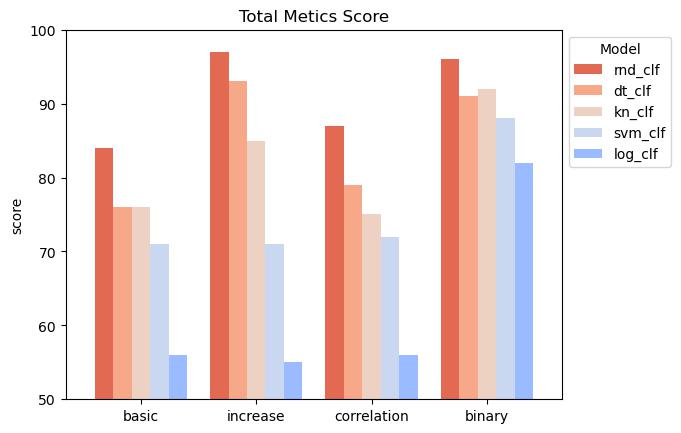 Total Metics Score
100
90
80
70
60
50
score
basic
increase
correlation
binary
Model
rnd_clf
dt_clf
kn_clf
svm_clf
log_clf